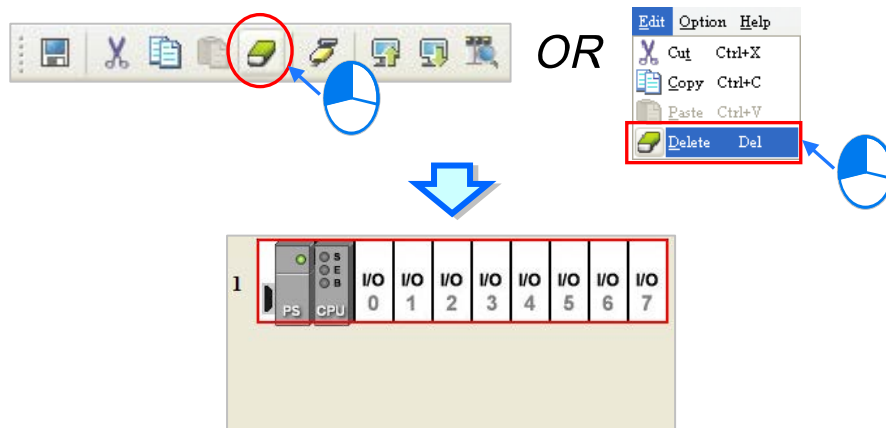 OR
Edit Option Help
Cut Ctrl+X
Copy Ctrl+C
Paste Ctrl+V
Delete Del
1
S
E
B
PS CPU
I/O I/O I/O I/O I/O I/O I/O I/O
0 1 2 3 4 5 6 7